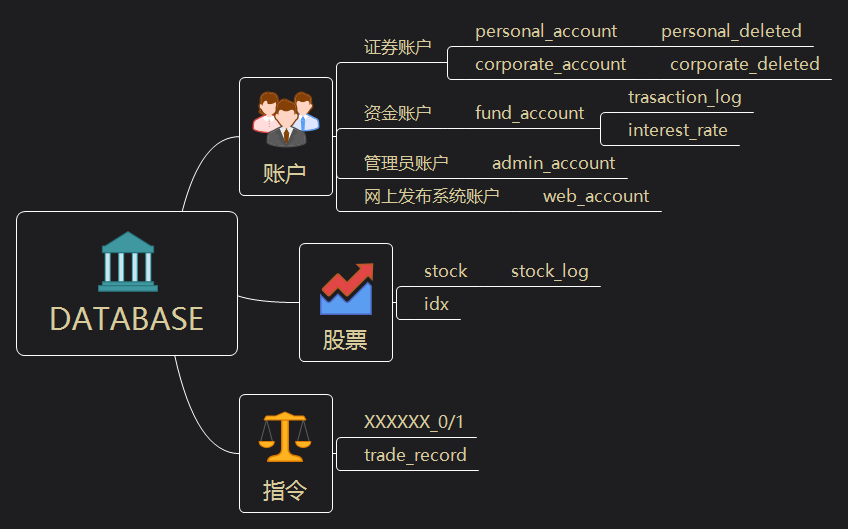 DATABASE
账户
证券账户
personal_account personal_deleted
corporate_account corporate_deleted
资金账户 fund_account
trasaction_log
interest_rate
管理员账户 admin_account
网上发布系统账户 web_account
股票
stock stock_log
idx
指令
XXXXXX_0/1
trade_record